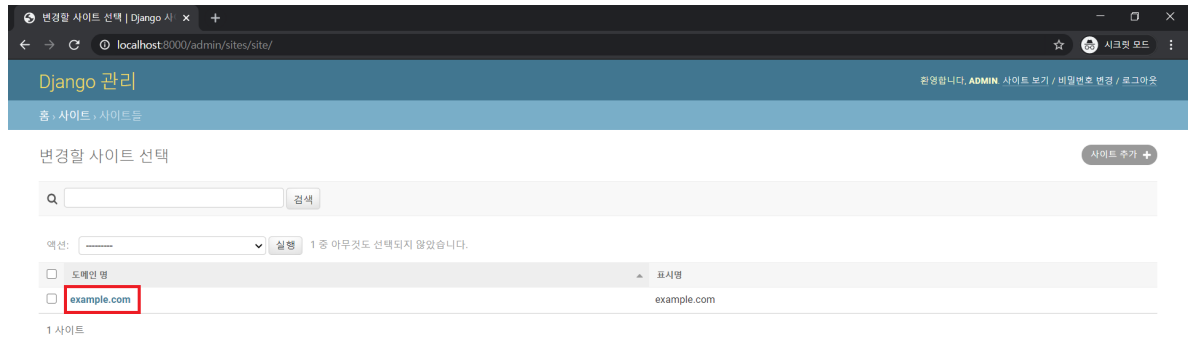 변경할 사이트 선택 | Django 사이
localhost:8000/admin/sites/site/
시크릿 모드
Django 관리
환영합니다, ADMIN. 사이트 보기 / 비밀번호 변경 / 로그아웃
홈 › 사이트 › 사이트들
변경할 사이트 선택
사이트 추가 +
검색
액션: ---------
실행
1 중 아무것도 선택되지 않았습니다.
도메인 명
표시명
example.com
example.com
1 사이트